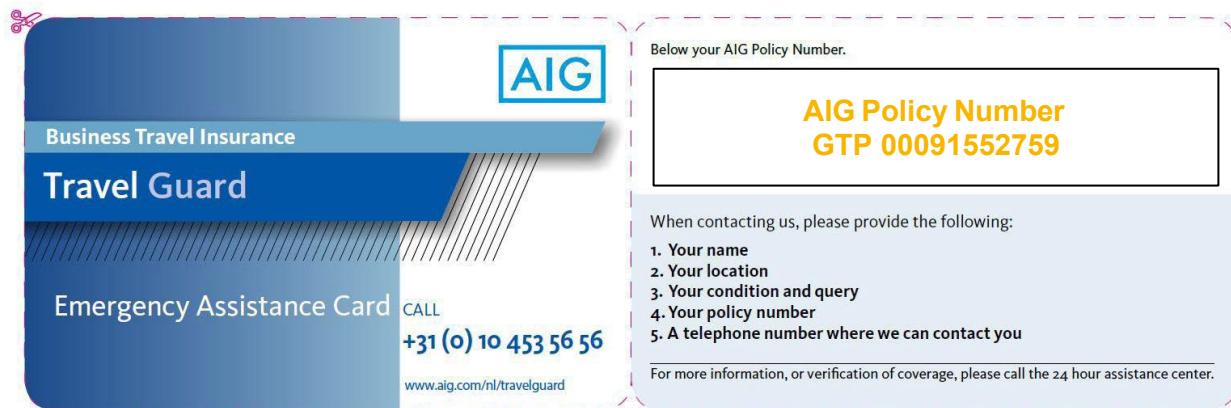 AIG
Business Travel Insurance
Travel Guard
Emergency Assistance Card
CALL
+31 (0) 10 453 56 56
www.aig.com/nl/travelguard
Below your AIG Policy Number.
AIG Policy Number
GTP 00091552759
When contacting us, please provide the following:
1. Your name
2. Your location
3. Your condition and query
4. Your policy number
5. A telephone number where we can contact you
For more information, or verification of coverage, please call the 24 hour assistance center.